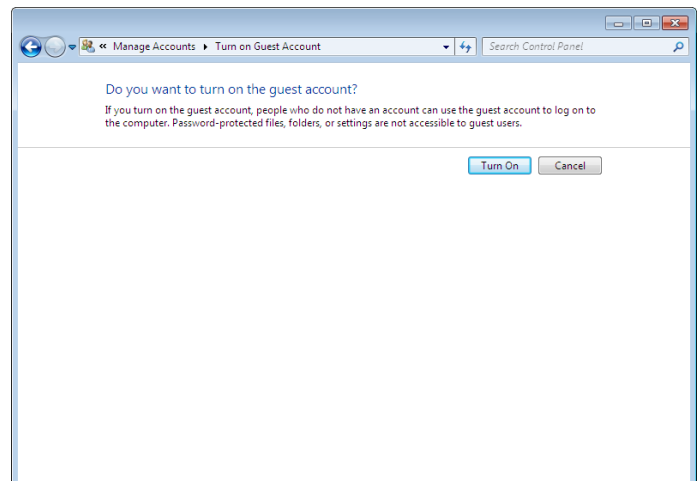 « Manage Accounts ▸ Turn on Guest Account
Search Control Panel
Do you want to turn on the guest account?
If you turn on the guest account, people who do not have an account can use the guest account to log on to
the computer. Password-protected files, folders, or settings are not accessible to guest users.
Turn On
Cancel